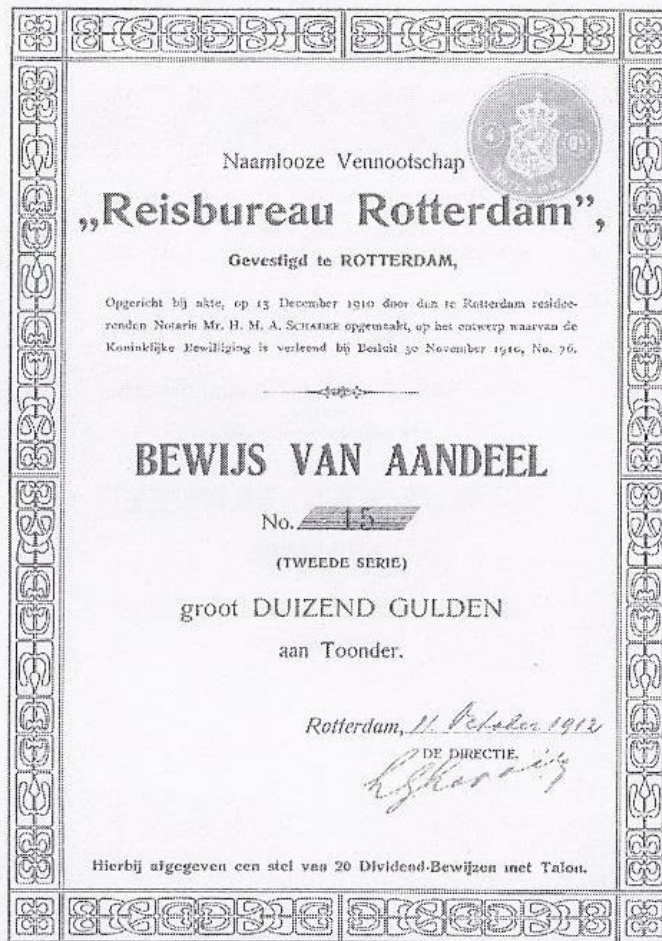 Naamlooze Vennootschap
„Reisbureau Rotterdam”,
Gevestigd te ROTTERDAM,
Opgericht bij akte, op 13 December 1910 door den te Rotterdam residee-
renden Notaris Mr. H. M. A. SCHADEE opgemaakt, op het ontwerp waarvan de
Koninklijke Bewilliging is verleend bij Besluit 30 November 1910, No. 76.
BEWIJS VAN AANDEEL
No. 15
(TWEEDE SERIE)
groot DUIZEND GULDEN
aan Toonder.
Rotterdam, 11 October 1912
DE DIRECTIE,
Hierbij afgegeven een stel van 20 Dividend-Bewijzen met Talon.